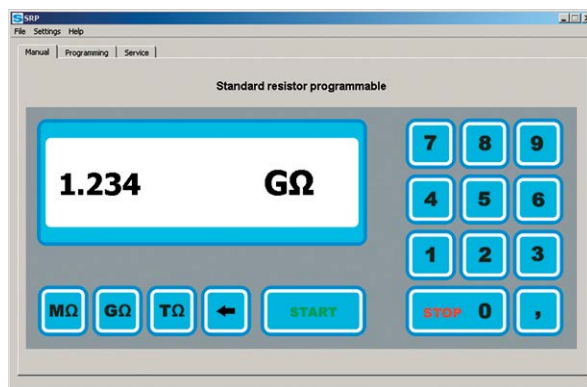 SRP
File Settings Help
Manual Programming Service
Standard resistor programmable
1.234 GΩ
7 8 9
4 5 6
1 2 3
MΩ GΩ TΩ ← START STOP 0 ,